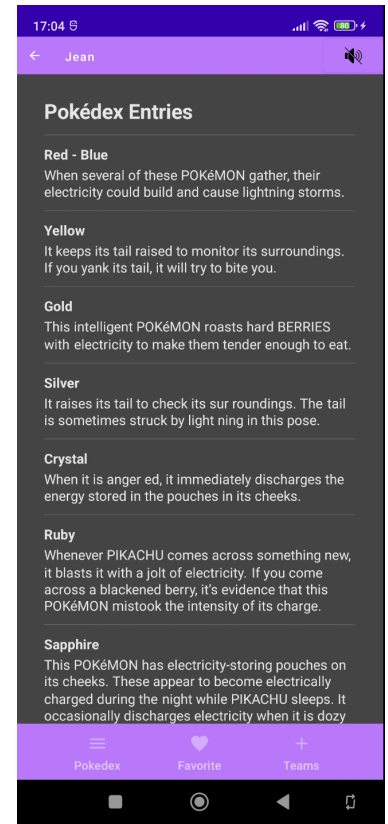 17:04
80
Jean
Pokédex Entries
Red - Blue
When several of these POKéMON gather, their
electricity could build and cause lightning storms.
Yellow
It keeps its tail raised to monitor its surroundings.
If you yank its tail, it will try to bite you.
Gold
This intelligent POKéMON roasts hard BERRIES
with electricity to make them tender enough to eat.
Silver
It raises its tail to check its sur roundings. The tail
is sometimes struck by light ning in this pose.
Crystal
When it is anger ed, it immediately discharges the
energy stored in the pouches in its cheeks.
Ruby
Whenever PIKACHU comes across something new,
it blasts it with a jolt of electricity. If you come
across a blackened berry, it's evidence that this
POKéMON mistook the intensity of its charge.
Sapphire
This POKéMON has electricity-storing pouches on
its cheeks. These appear to become electrically
charged during the night while PIKACHU sleeps. It
occasionally discharges electricity when it is dozy
Pokedex
Favorite
Teams